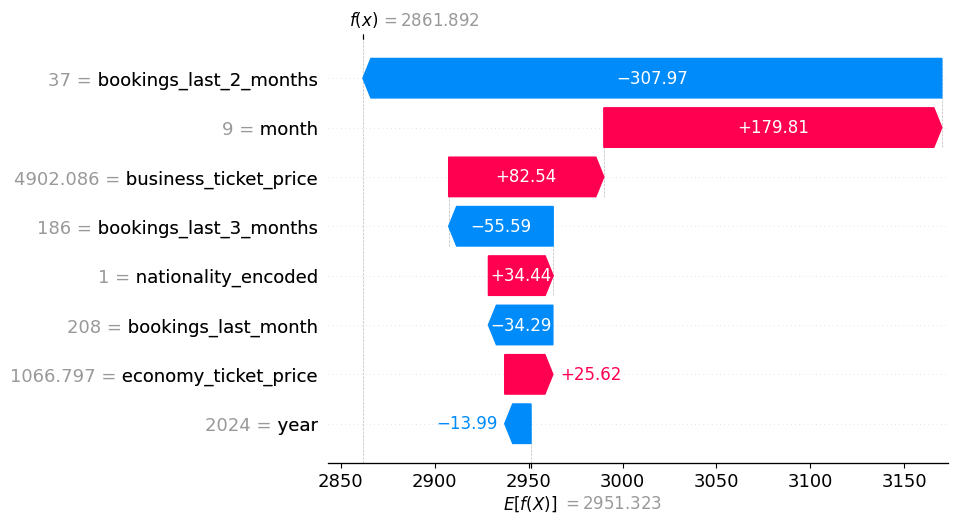 f(x) = 2861.892
37 = bookings_last_2_months
−307.97
9 = month
+179.81
4902.086 = business_ticket_price
+82.54
186 = bookings_last_3_months
−55.59
1 = nationality_encoded
+34.44
208 = bookings_last_month
−34.29
1066.797 = economy_ticket_price
+25.62
2024 = year
−13.99
2850 2900 2950 3000 3050 3100 3150
E[f(X)] = 2951.323